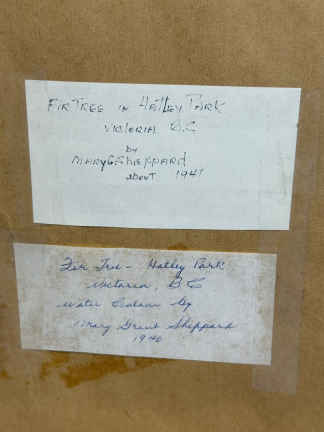 FIR TREE IN HATLEY PARK
VICTORIA B.C
by
MARY G SHEPPARD
ABOUT 1941
Fir Tree - Hatley Park
Victoria, B.C
Water Colour by
Mary Grant Sheppard
1940